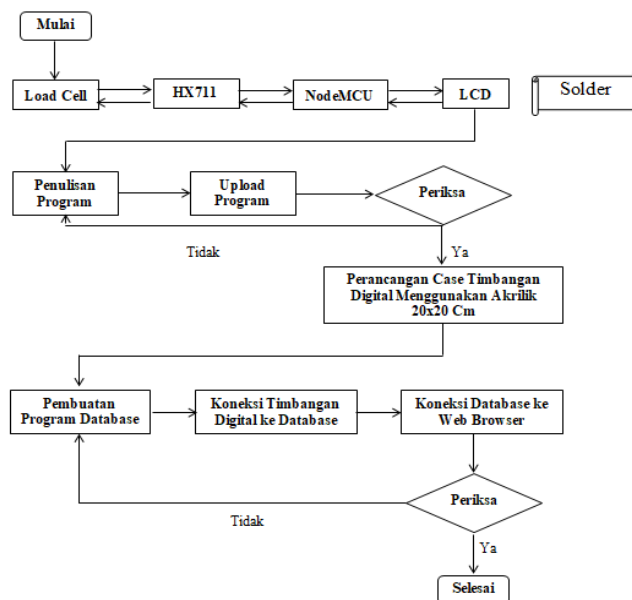 Mulai
Load Cell
HX711
NodeMCU
LCD
Solder
Penulisan
Program
Upload
Program
Periksa
Tidak
Ya
Perancangan Case Timbangan
Digital Menggunakan Akrilik
20x20 Cm
Pembuatan
Program Database
Koneksi Timbangan
Digital ke Database
Koneksi Database ke
Web Browser
Periksa
Tidak
Ya
Selesai